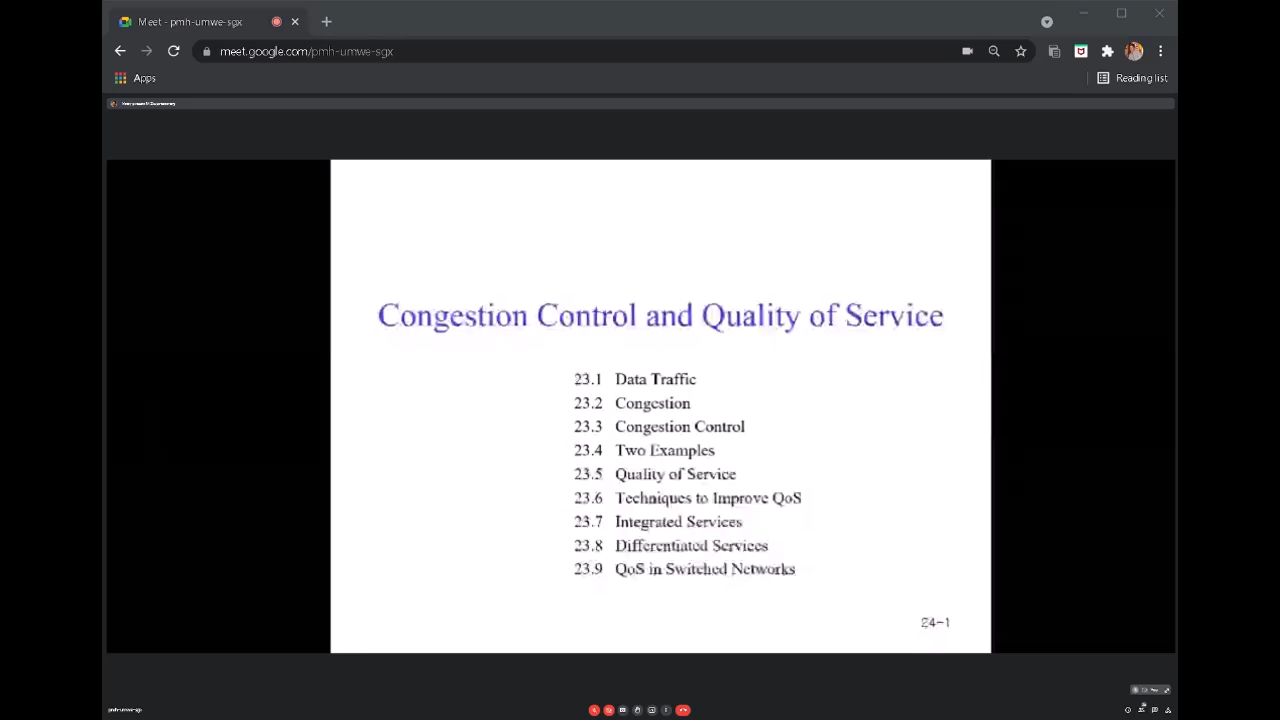 Meet - pmh-umwe-sgx
meet.google.com/pmh-umwe-sgx
Apps
Reading list
Congestion Control and Quality of Service
23.1 Data Traffic
23.2 Congestion
23.3 Congestion Control
23.4 Two Examples
23.5 Quality of Service
23.6 Techniques to Improve QoS
23.7 Integrated Services
23.8 Differentiated Services
23.9 QoS in Switched Networks
24-1
pmh-umwe-sgx